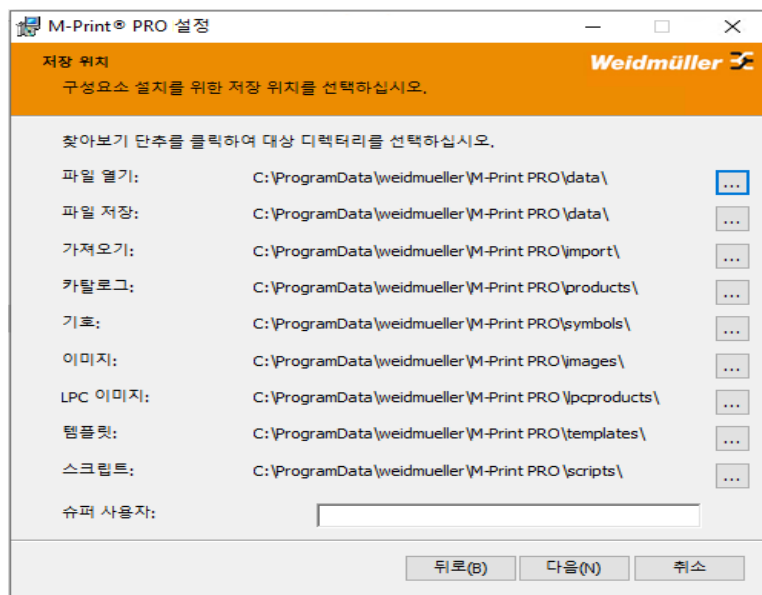 M-Print® PRO 설정
저장 위치
Weidmüller
구성요소 설치를 위한 저장 위치를 선택하십시오.
찾아보기 단추를 클릭하여 대상 디렉터리를 선택하십시오.
파일 열기: C:\ProgramData\weidmueller\M-Print PRO\data\ ...
파일 저장: C:\ProgramData\weidmueller\M-Print PRO\data\ ...
가져오기: C:\ProgramData\weidmueller\M-Print PRO\import\ ...
카탈로그: C:\ProgramData\weidmueller\M-Print PRO\products\ ...
기호: C:\ProgramData\weidmueller\M-Print PRO\symbols\ ...
이미지: C:\ProgramData\weidmueller\M-Print PRO\images\ ...
LPC 이미지: C:\ProgramData\weidmueller\M-Print PRO\lpcproducts\ ...
템플릿: C:\ProgramData\weidmueller\M-Print PRO\templates\ ...
스크립트: C:\ProgramData\weidmueller\M-Print PRO\scripts\ ...
슈퍼 사용자:
뒤로(B) 다음(N) 취소